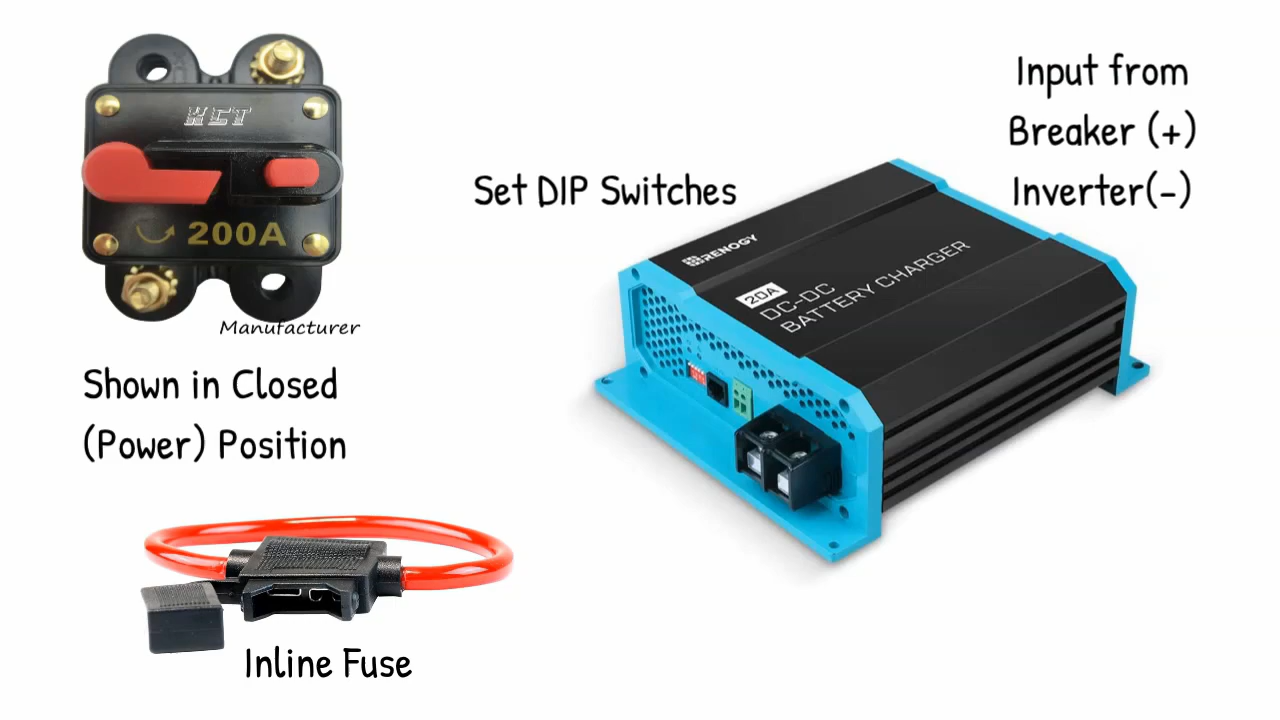 HCT
200A
Manufacturer
Shown in Closed
(Power) Position
Inline Fuse
Set DIP Switches
RENOGY
20A
DC-DC
BATTERY CHARGER
Input from
Breaker (+)
Inverter(-)